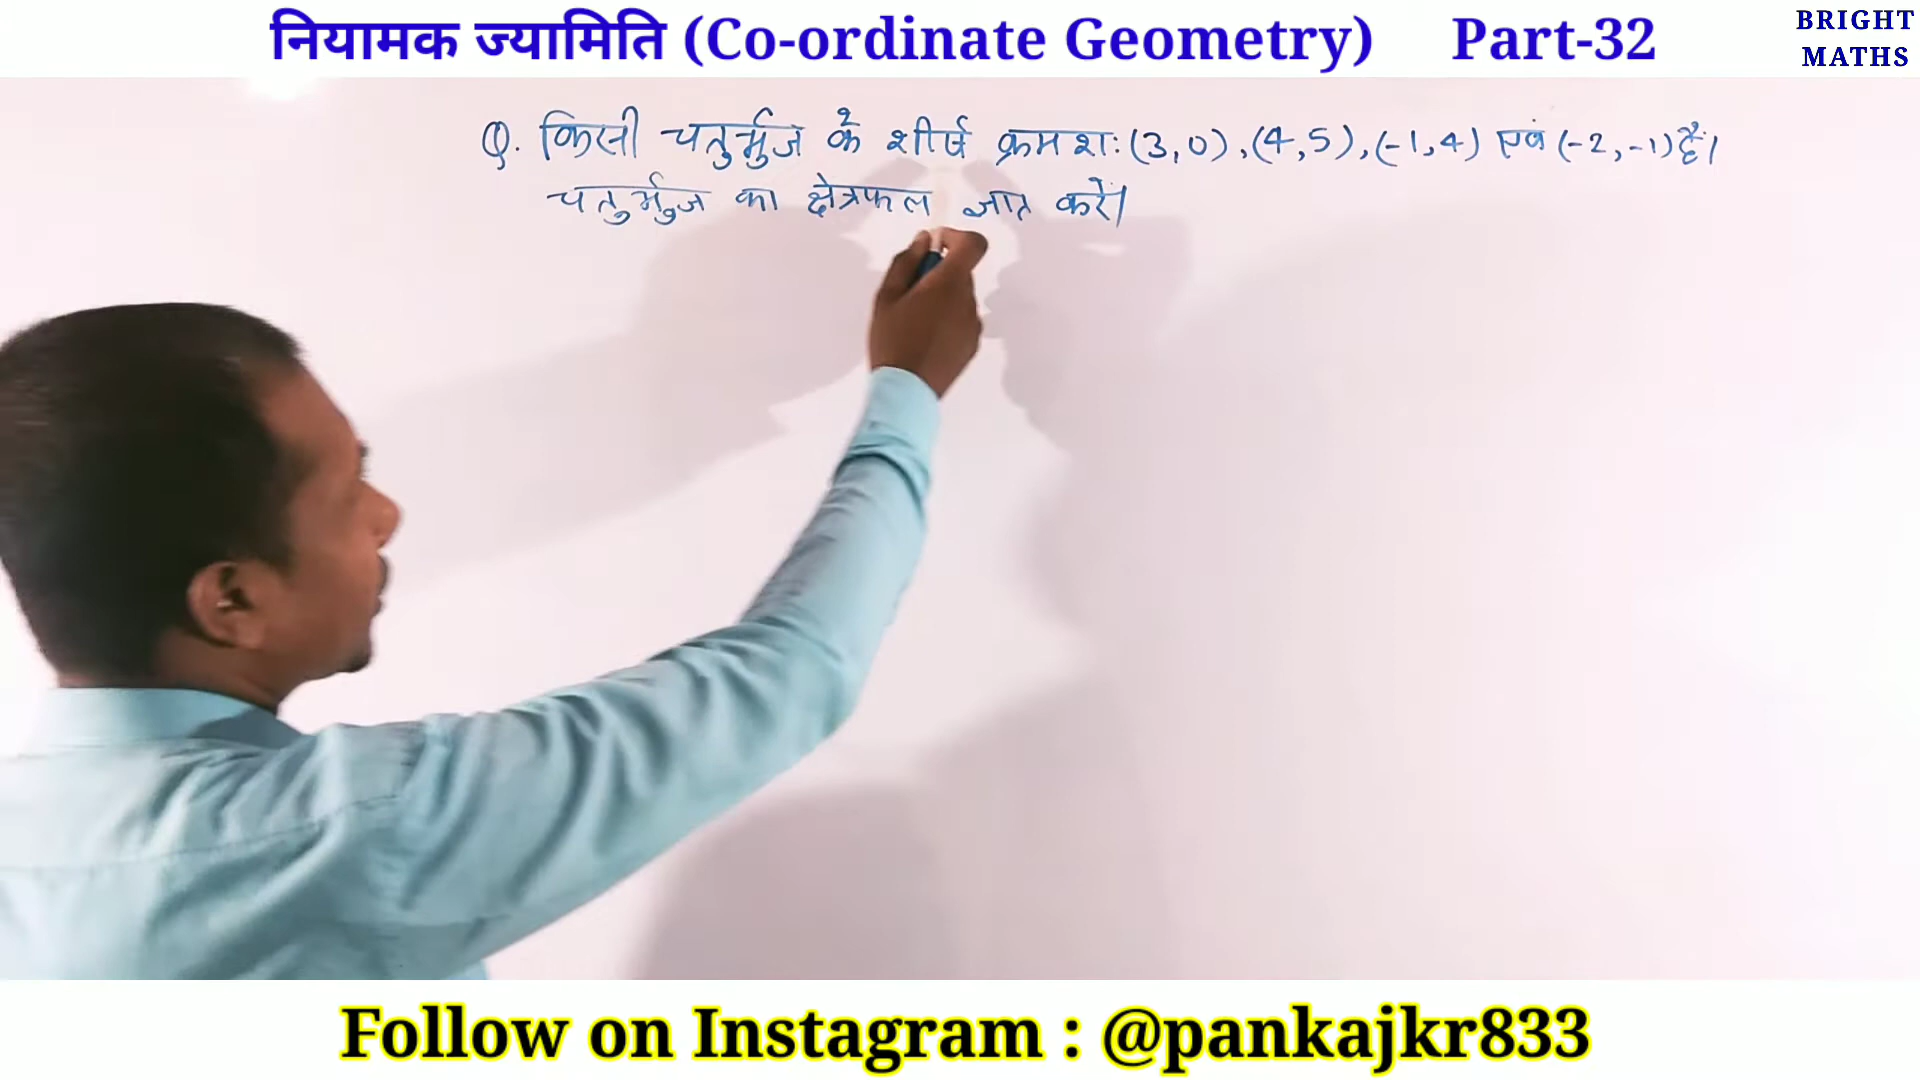 नियामक ज्यामिति (Co-ordinate Geometry) Part-32
BRIGHT
MATHS
Q. किसी चतुर्भुज के शीर्ष क्रमशः (3,0), (4,5), (-1,4) एवं (-2,-1) हैं।
चतुर्भुज का क्षेत्रफल ज्ञात करें।
Follow on Instagram : @pankajkr833